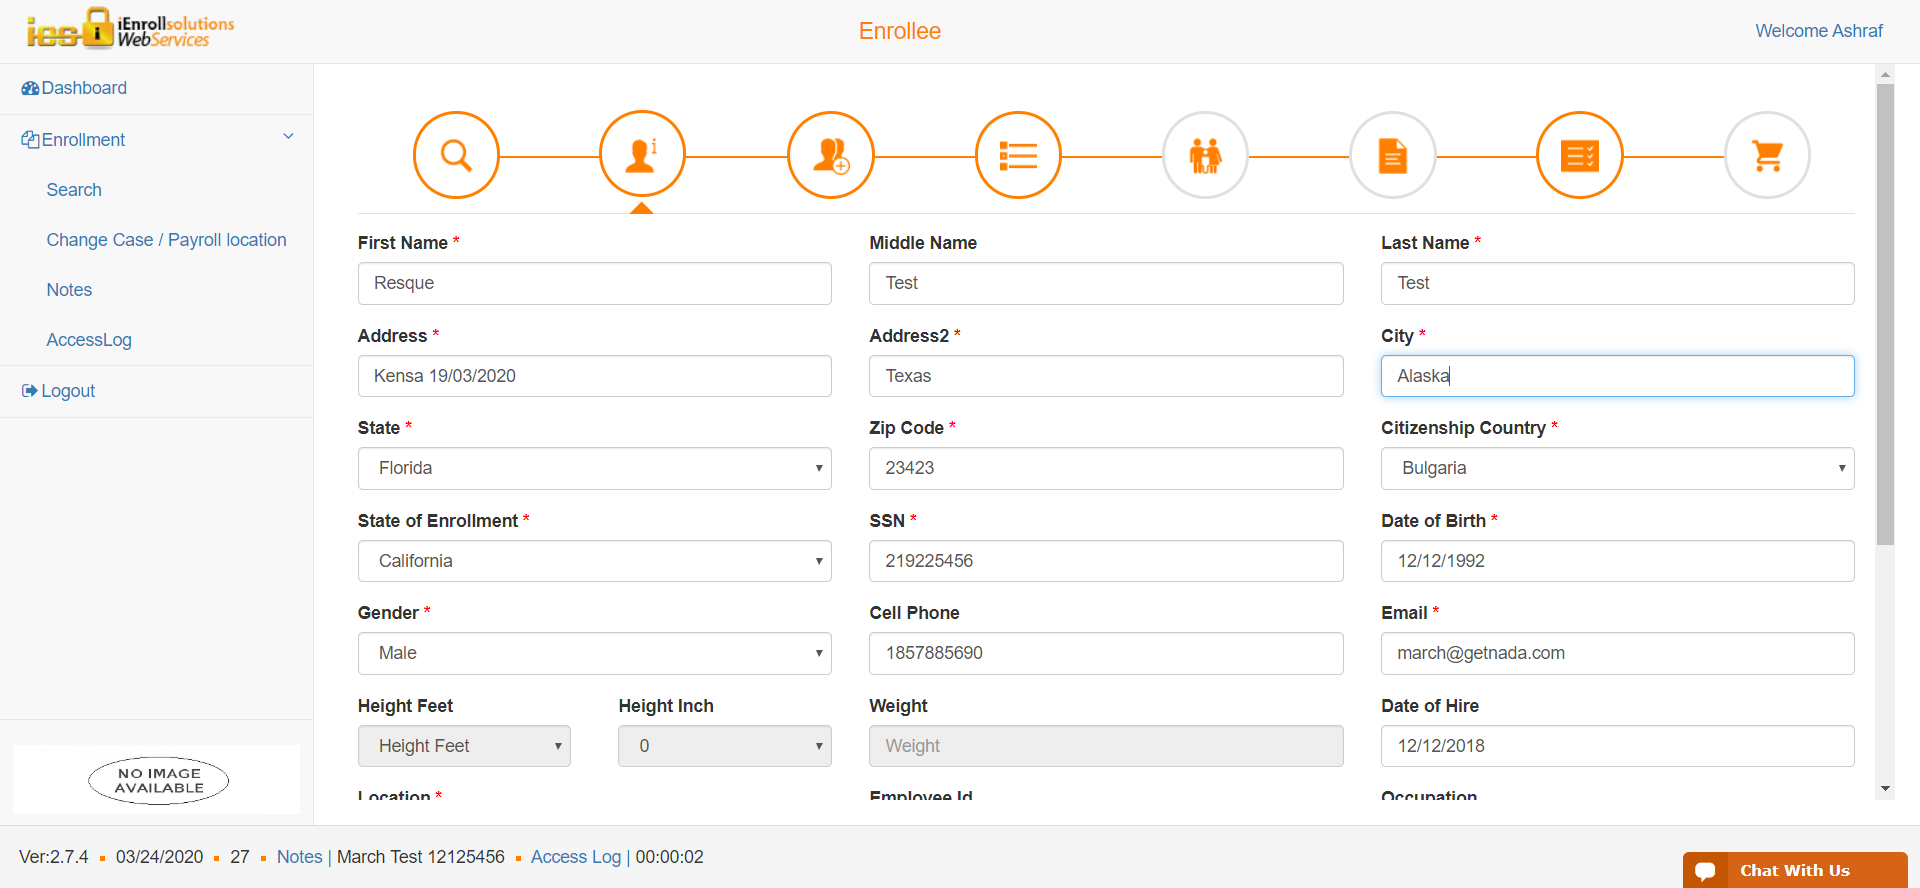 ies iEnrollsolutions
WebServices
Enrollee
Welcome Ashraf
Dashboard
Enrollment
Search
Change Case / Payroll location
Notes
AccessLog
Logout
NO IMAGE
AVAILABLE
First Name * Middle Name Last Name *
Resque Test Test
Address * Address2 * City *
Kensa 19/03/2020 Texas Alaska
State * Zip Code * Citizenship Country *
Florida 23423 Bulgaria
State of Enrollment * SSN * Date of Birth *
California 219225456 12/12/1992
Gender * Cell Phone Email *
Male 1857885690 march@getnada.com
Height Feet Height Inch Weight Date of Hire
Height Feet 0 Weight 12/12/2018
Location * Employee Id Occupation
Ver:2.7.4 ▪ 03/24/2020 ▪ 27 ▪ Notes | March Test 12125456 ▪ Access Log | 00:00:02
Chat With Us